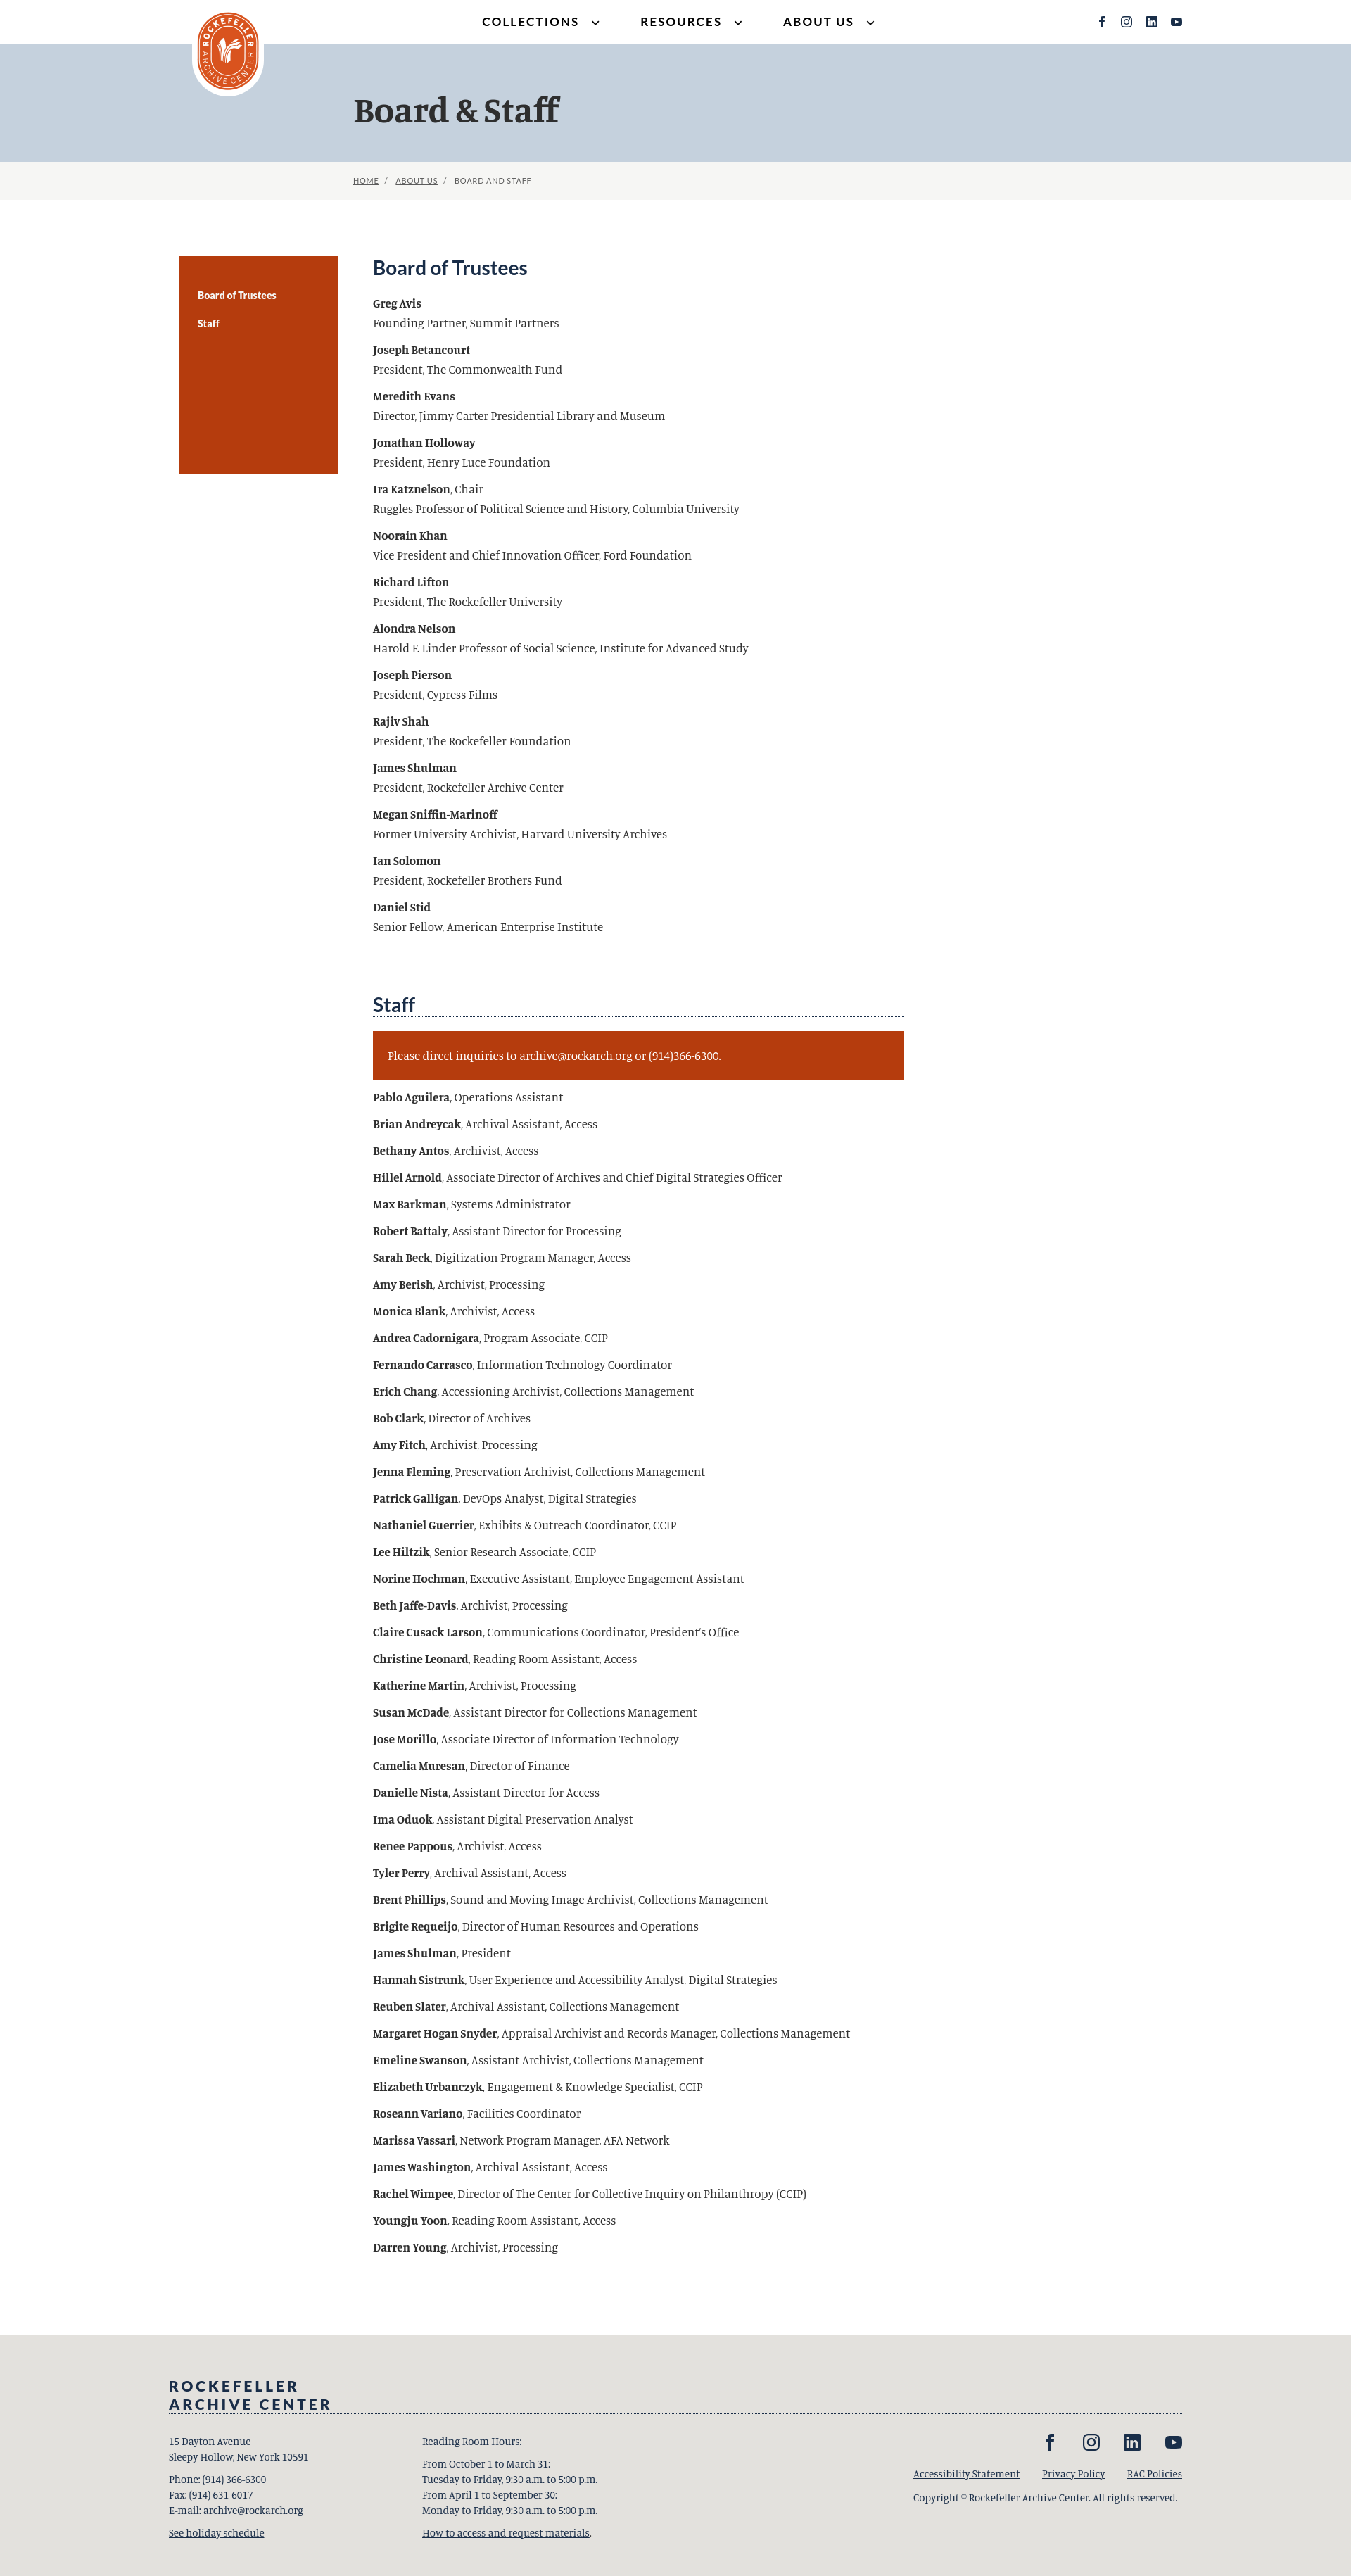 ROCKEFELLER
ARCHIVE CENTER
COLLECTIONS
RESOURCES
ABOUT US
Board & Staff
HOME / ABOUT US / BOARD AND STAFF
Board of Trustees
Staff
Board of Trustees
Greg Avis
Founding Partner, Summit Partners
Joseph Betancourt
President, The Commonwealth Fund
Meredith Evans
Director, Jimmy Carter Presidential Library and Museum
Jonathan Holloway
President, Henry Luce Foundation
Ira Katznelson, Chair
Ruggles Professor of Political Science and History, Columbia University
Noorain Khan
Vice President and Chief Innovation Officer, Ford Foundation
Richard Lifton
President, The Rockefeller University
Alondra Nelson
Harold F. Linder Professor of Social Science, Institute for Advanced Study
Joseph Pierson
President, Cypress Films
Rajiv Shah
President, The Rockefeller Foundation
James Shulman
President, Rockefeller Archive Center
Megan Sniffin-Marinoff
Former University Archivist, Harvard University Archives
Ian Solomon
President, Rockefeller Brothers Fund
Daniel Stid
Senior Fellow, American Enterprise Institute
Staff
Please direct inquiries to archive@rockarch.org or (914)366-6300.
Pablo Aguilera, Operations Assistant
Brian Andreycak, Archival Assistant, Access
Bethany Antos, Archivist, Access
Hillel Arnold, Associate Director of Archives and Chief Digital Strategies Officer
Max Barkman, Systems Administrator
Robert Battaly, Assistant Director for Processing
Sarah Beck, Digitization Program Manager, Access
Amy Berish, Archivist, Processing
Monica Blank, Archivist, Access
Andrea Cadornigara, Program Associate, CCIP
Fernando Carrasco, Information Technology Coordinator
Erich Chang, Accessioning Archivist, Collections Management
Bob Clark, Director of Archives
Amy Fitch, Archivist, Processing
Jenna Fleming, Preservation Archivist, Collections Management
Patrick Galligan, DevOps Analyst, Digital Strategies
Nathaniel Guerrier, Exhibits & Outreach Coordinator, CCIP
Lee Hiltzik, Senior Research Associate, CCIP
Norine Hochman, Executive Assistant, Employee Engagement Assistant
Beth Jaffe-Davis, Archivist, Processing
Claire Cusack Larson, Communications Coordinator, President's Office
Christine Leonard, Reading Room Assistant, Access
Katherine Martin, Archivist, Processing
Susan McDade, Assistant Director for Collections Management
Jose Morillo, Associate Director of Information Technology
Camelia Muresan, Director of Finance
Danielle Nista, Assistant Director for Access
Ima Oduok, Assistant Digital Preservation Analyst
Renee Pappous, Archivist, Access
Tyler Perry, Archival Assistant, Access
Brent Phillips, Sound and Moving Image Archivist, Collections Management
Brigite Requeijo, Director of Human Resources and Operations
James Shulman, President
Hannah Sistrunk, User Experience and Accessibility Analyst, Digital Strategies
Reuben Slater, Archival Assistant, Collections Management
Margaret Hogan Snyder, Appraisal Archivist and Records Manager, Collections Management
Emeline Swanson, Assistant Archivist, Collections Management
Elizabeth Urbanczyk, Engagement & Knowledge Specialist, CCIP
Roseann Variano, Facilities Coordinator
Marissa Vassari, Network Program Manager, AFA Network
James Washington, Archival Assistant, Access
Rachel Wimpee, Director of The Center for Collective Inquiry on Philanthropy (CCIP)
Youngju Yoon, Reading Room Assistant, Access
Darren Young, Archivist, Processing
ROCKEFELLER
ARCHIVE CENTER
15 Dayton Avenue
Sleepy Hollow, New York 10591
Phone: (914) 366-6300
Fax: (914) 631-6017
E-mail: archive@rockarch.org
See holiday schedule
Reading Room Hours:
From October 1 to March 31:
Tuesday to Friday, 9:30 a.m. to 5:00 p.m.
From April 1 to September 30:
Monday to Friday, 9:30 a.m. to 5:00 p.m.
How to access and request materials.
Accessibility Statement
Privacy Policy
RAC Policies
Copyright © Rockefeller Archive Center. All rights reserved.